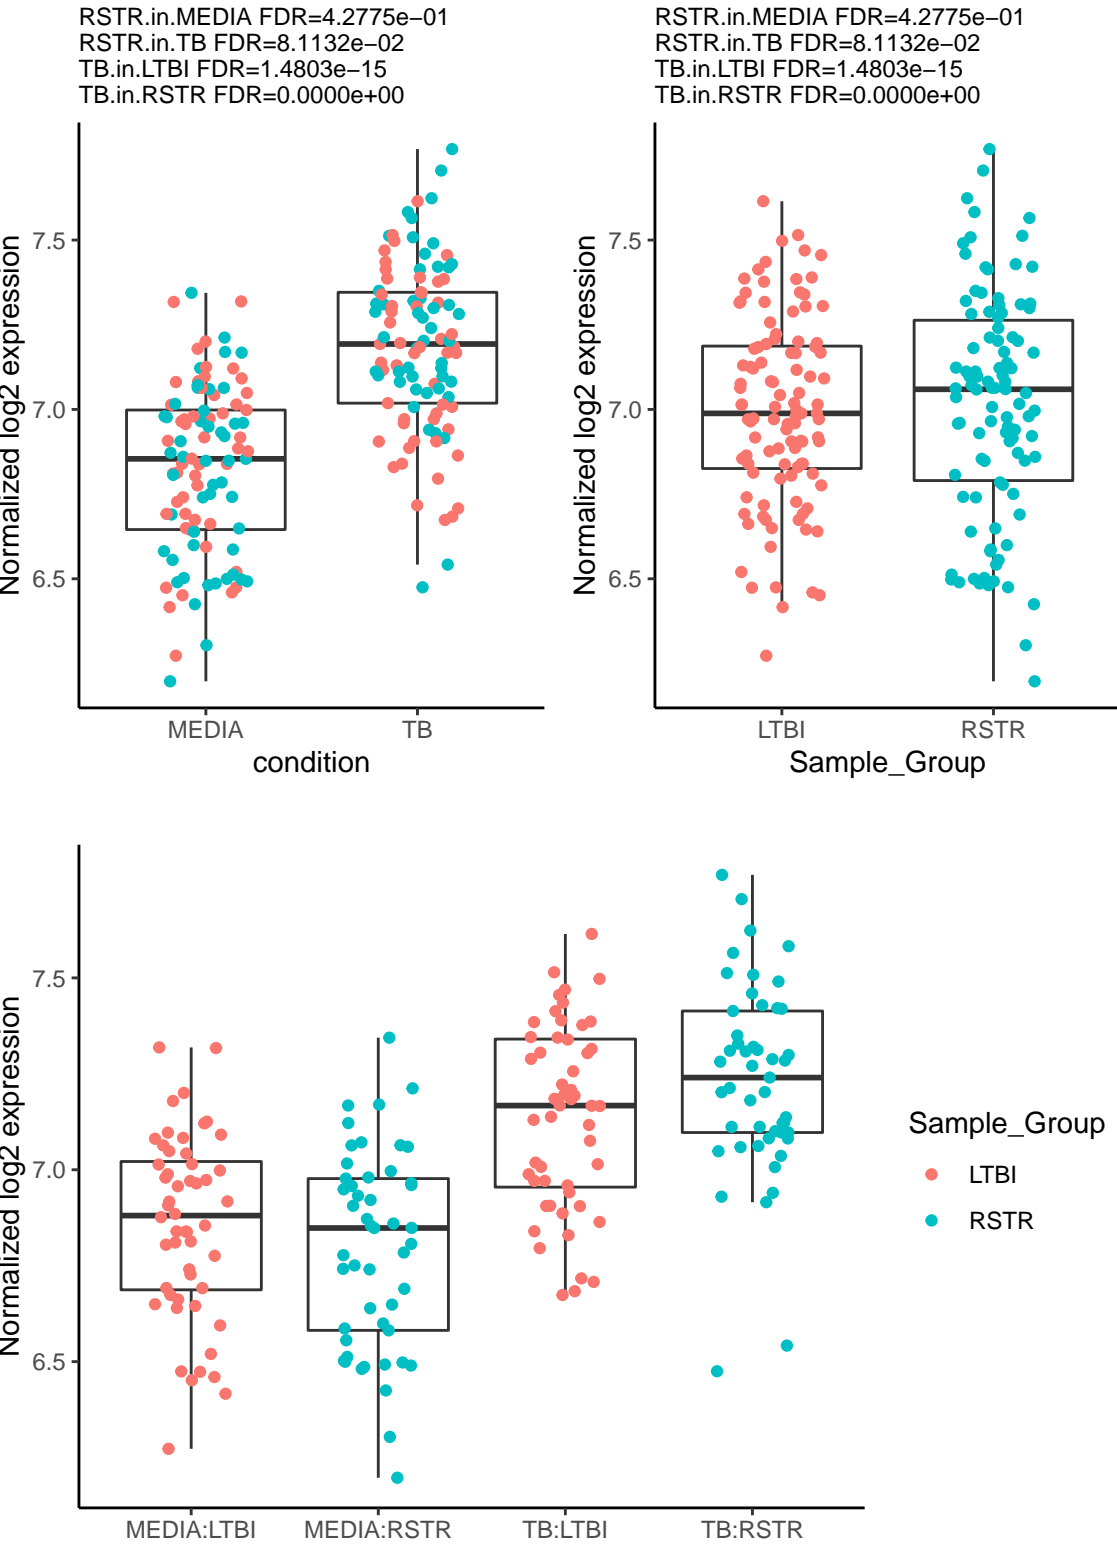 RSTR.in.MEDIA FDR=4.2775e−01
RSTR.in.TB FDR=8.1132e−02
TB.in.LTBI FDR=1.4803e−15
TB.in.RSTR FDR=0.0000e+00
Normalized log2 expression
7.5
7.0
6.5
MEDIA TB
condition
RSTR.in.MEDIA FDR=4.2775e−01
RSTR.in.TB FDR=8.1132e−02
TB.in.LTBI FDR=1.4803e−15
TB.in.RSTR FDR=0.0000e+00
Normalized log2 expression
7.5
7.0
6.5
LTBI RSTR
Sample_Group
Normalized log2 expression
7.5
7.0
6.5
MEDIA:LTBI MEDIA:RSTR TB:LTBI TB:RSTR
Sample_Group
LTBI
RSTR